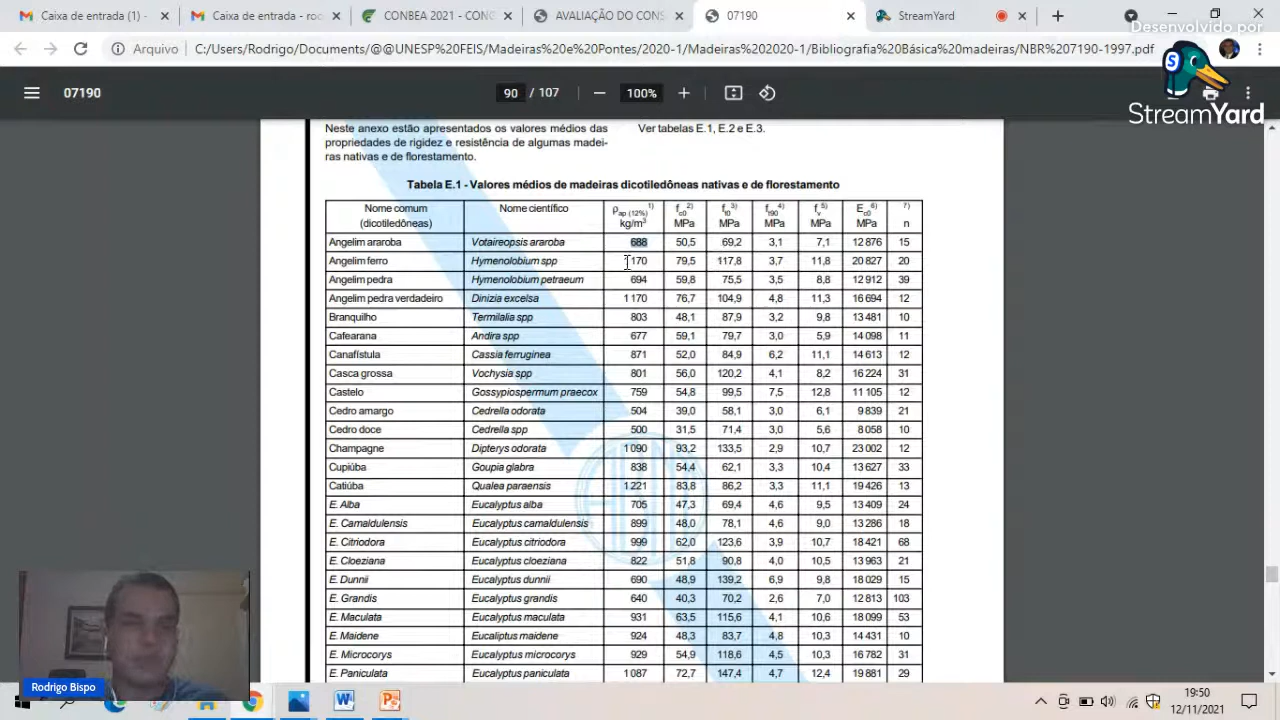 Caixa de entrada (1) -
Caixa de entrada - roo
CONBEA 2021 - CONG
AVALIAÇÃO DO CONS
07190
StreamYard
Desenvolvido por
Arquivo
C:/Users/Rodrigo/Documents/@@UNESP%20FEIS/Madeiras%20e%20Pontes/2020-1/Madeiras%202020-1/Bibliografia%20Básica%20madeiras/NBR%207190-1997.pdf
07190
90 / 107
100%
StreamYard
Neste anexo estão apresentados os valores médios das
propriedades de rigidez e resistência de algumas madei-
ras nativas e de florestamento.
Ver tabelas E.1, E.2 e E.3.
Tabela E.1 - Valores médios de madeiras dicotiledôneas nativas e de florestamento
Nome comum (dicotiledôneas) Nome científico ρap (12%) 1) kg/m³ fc0 2) MPa ft0 3) MPa ft90 4) MPa fv 5) MPa Ec0 6) MPa 7) n
Angelim araroba Votaireopsis araroba 688 50,5 69,2 3,1 7,1 12 876 15
Angelim ferro Hymenolobium spp 1 170 79,5 117,8 3,7 11,8 20 827 20
Angelim pedra Hymenolobium petraeum 694 59,8 75,5 3,5 8,8 12 912 39
Angelim pedra verdadeiro Dinizia excelsa 1 170 76,7 104,9 4,8 11,3 16 694 12
Branquilho Termilalia spp 803 48,1 87,9 3,2 9,8 13 481 10
Cafearana Andira spp 677 59,1 79,7 3,0 5,9 14 098 11
Canafístula Cassia ferruginea 871 52,0 84,9 6,2 11,1 14 613 12
Casca grossa Vochysia spp 801 56,0 120,2 4,1 8,2 16 224 31
Castelo Gossypiospermum praecox 759 54,8 99,5 7,5 12,8 11 105 12
Cedro amargo Cedrella odorata 504 39,0 58,1 3,0 6,1 9 839 21
Cedro doce Cedrella spp 500 31,5 71,4 3,0 5,6 8 058 10
Champagne Dipterys odorata 1 090 93,2 133,5 2,9 10,7 23 002 12
Cupiúba Goupia glabra 838 54,4 62,1 3,3 10,4 13 627 33
Catiúba Qualea paraensis 1 221 83,8 86,2 3,3 11,1 19 426 13
E. Alba Eucalyptus alba 705 47,3 69,4 4,6 9,5 13 409 24
E. Camaldulensis Eucalyptus camaldulensis 899 48,0 78,1 4,6 9,0 13 286 18
E. Citriodora Eucalyptus citriodora 999 62,0 123,6 3,9 10,7 18 421 68
E. Cloeziana Eucalyptus cloeziana 822 51,8 90,8 4,0 10,5 13 963 21
E. Dunnii Eucalyptus dunnii 690 48,9 139,2 6,9 9,8 18 029 15
E. Grandis Eucalyptus grandis 640 40,3 70,2 2,6 7,0 12 813 103
E. Maculata Eucalyptus maculata 931 63,5 115,6 4,1 10,6 18 099 53
E. Maidene Eucaliptus maidene 924 48,3 83,7 4,8 10,3 14 431 10
E. Microcorys Eucalyptus microcorys 929 54,9 118,6 4,5 10,3 16 782 31
E. Paniculata Eucalyptus paniculata 1 087 72,7 147,4 4,7 12,4 19 881 29
Rodrigo Bispo
19:50
12/11/2021